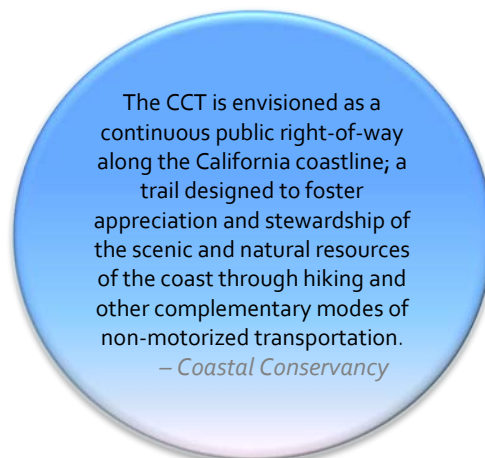 The CCT is envisioned as a
continuous public right-of-way
along the California coastline; a
trail designed to foster
appreciation and stewardship of
the scenic and natural resources
of the coast through hiking and
other complementary modes of
non-motorized transportation.
– Coastal Conservancy